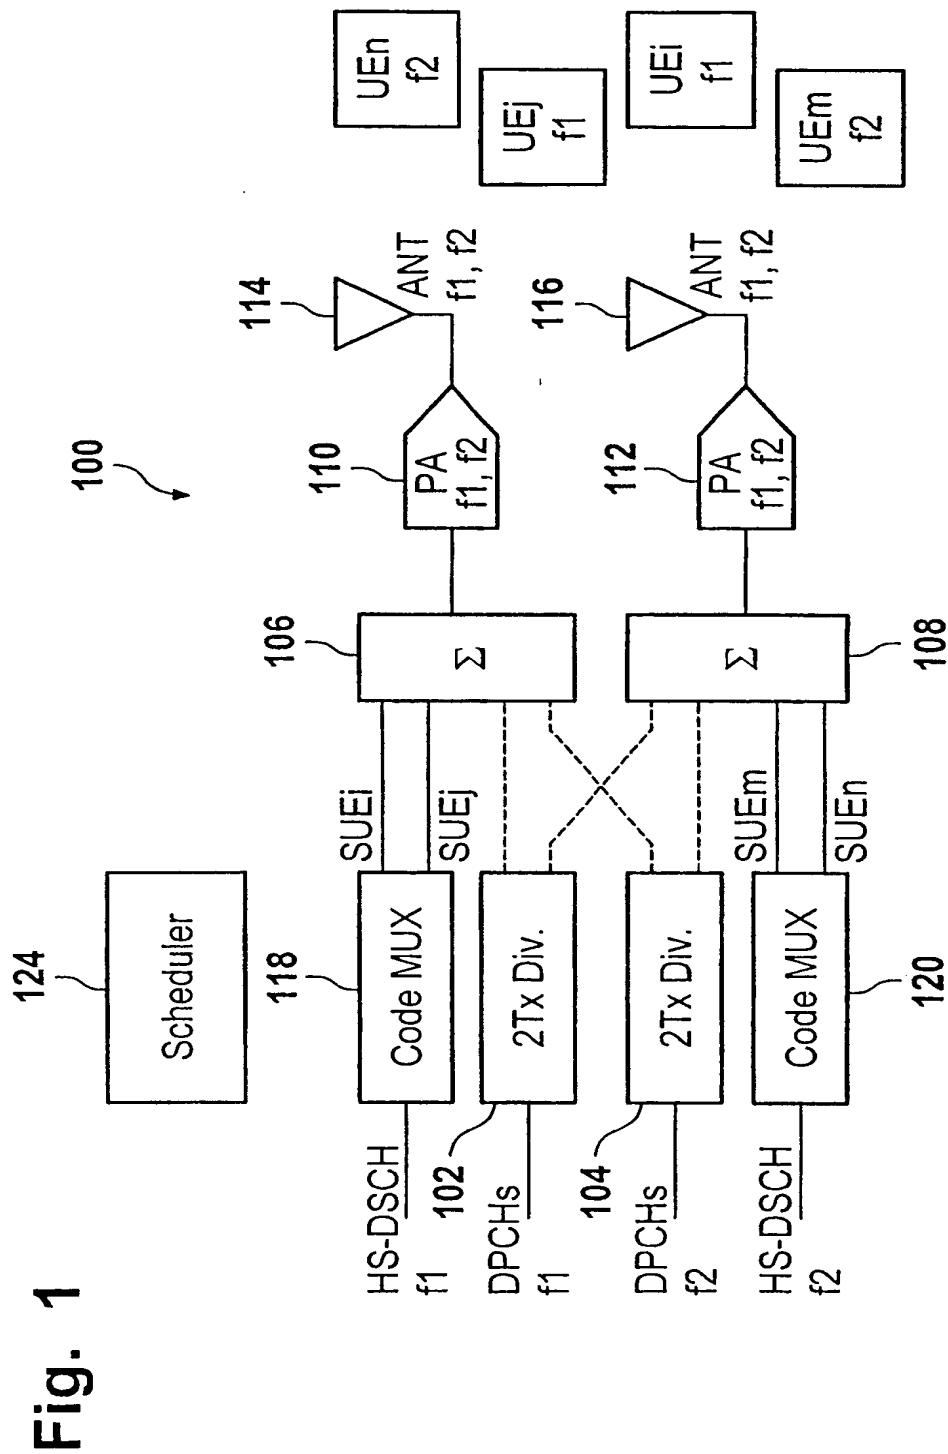 Fig. 1
100
124
Scheduler
HS-DSCH
f1
118
Code MUX
SUEi
SUEj
106
Σ
110
PA
f1, f2
114
ANT
f1, f2
UEn
f2
DPCHs
f1
102
2Tx Div.
UEj
f1
DPCHs
f2
104
2Tx Div.
Σ
108
112
PA
f1, f2
116
ANT
f1, f2
UEi
f1
HS-DSCH
f2
Code MUX
120
SUEm
SUEn
UEm
f2